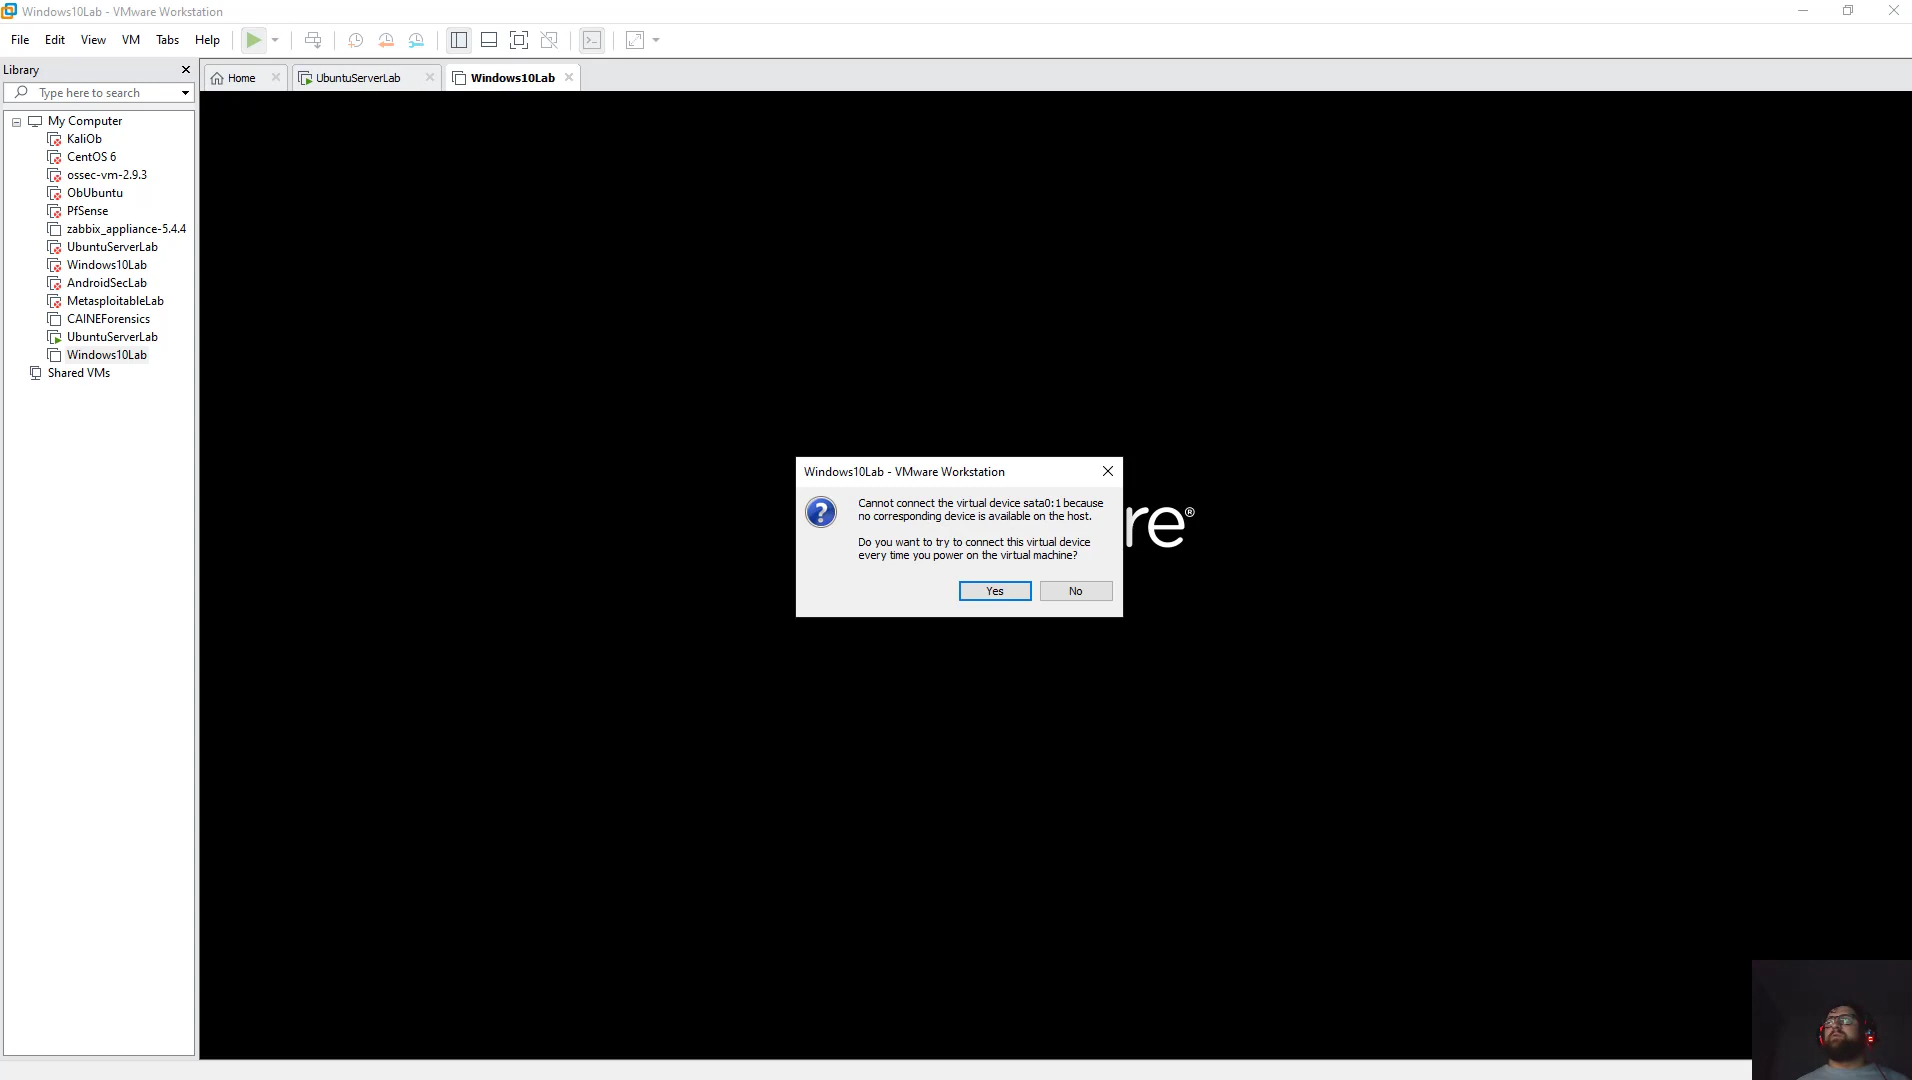 Windows10Lab - VMware Workstation
File Edit View VM Tabs Help
Library
Type here to search
My Computer
KaliOb
CentOS 6
ossec-vm-2.9.3
ObUbuntu
PfSense
zabbix_appliance-5.4.4
UbuntuServerLab
Windows10Lab
AndroidSecLab
MetasploitableLab
CAINEForensics
UbuntuServerLab
Windows10Lab
Shared VMs
Home UbuntuServerLab Windows10Lab
Windows10Lab - VMware Workstation
Cannot connect the virtual device sata0:1 because
no corresponding device is available on the host.
Do you want to try to connect this virtual device
every time you power on the virtual machine?
Yes No
re®